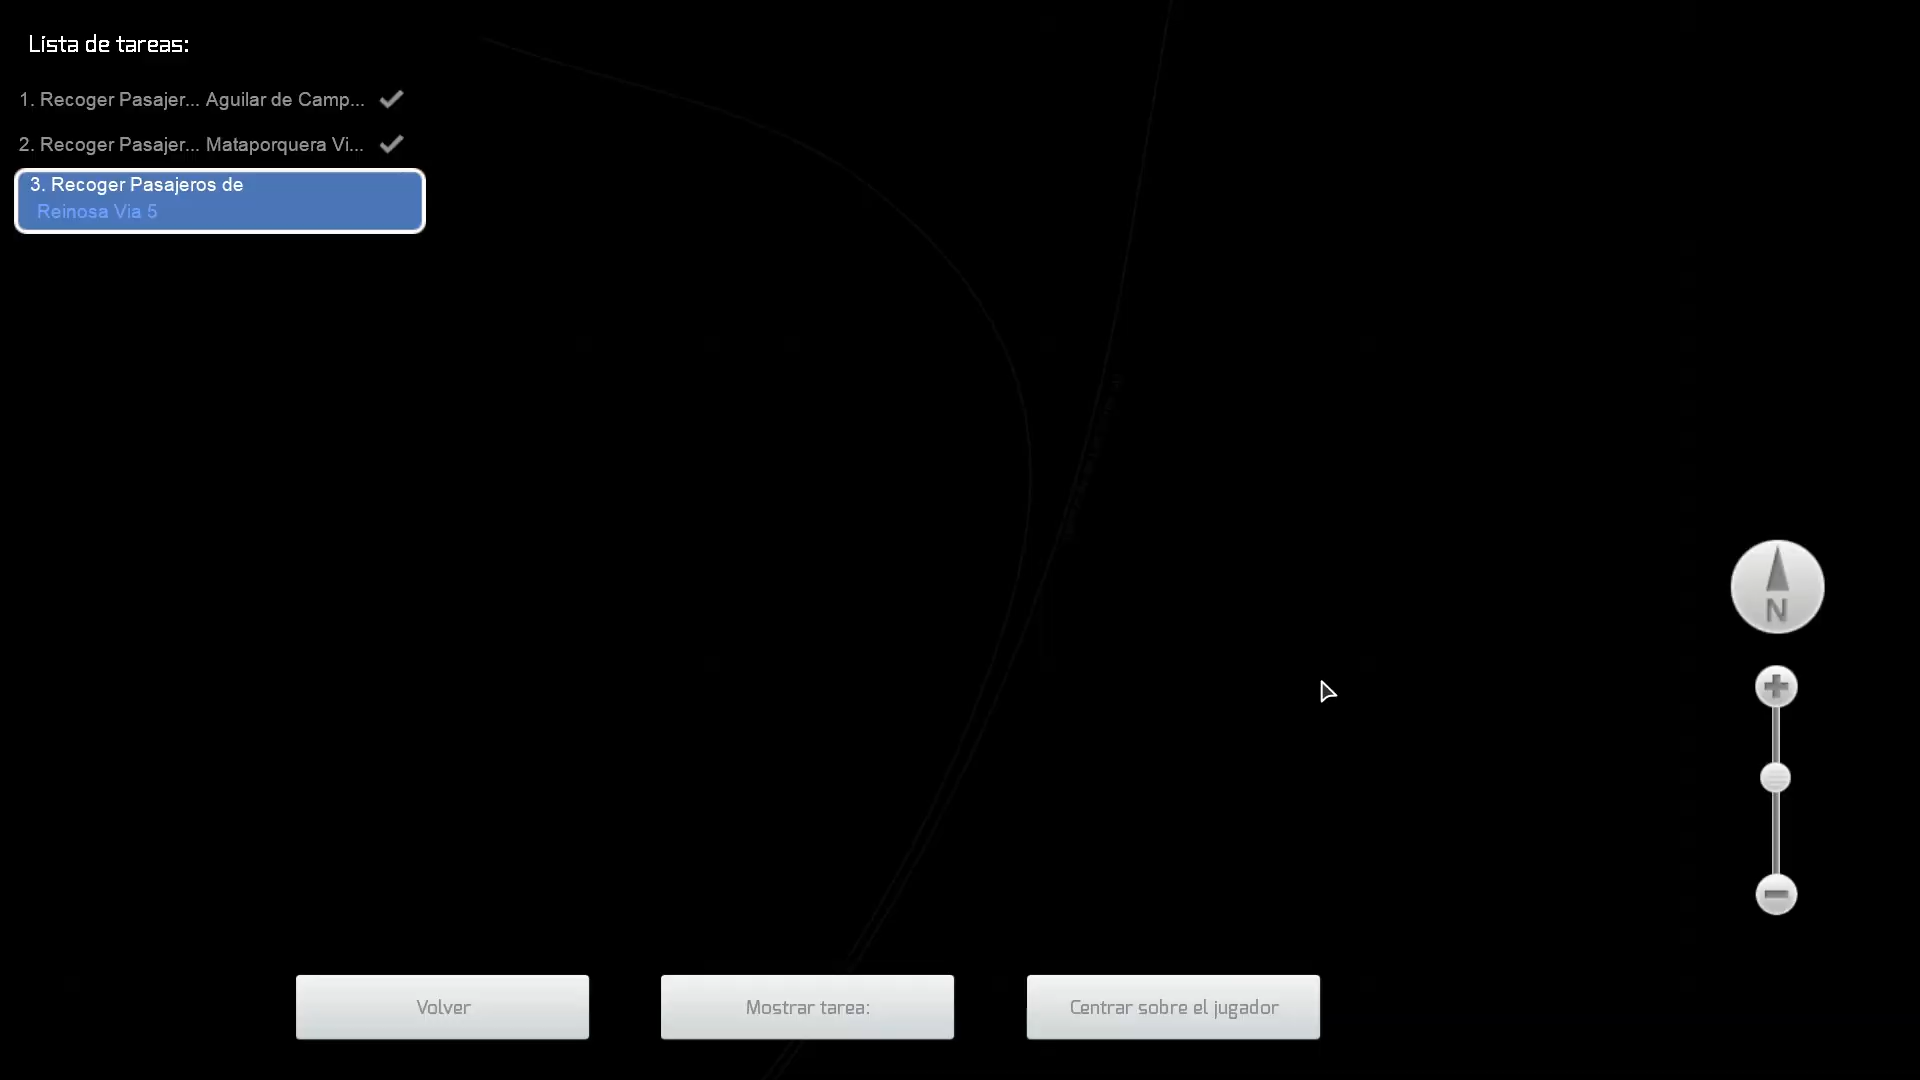 Lista de tareas:
1. Recoger Pasajer... Aguilar de Camp...
2. Recoger Pasajer... Mataporquera Vi...
3. Recoger Pasajeros de
Reinosa Via 5
N
Volver
Mostrar tarea:
Centrar sobre el jugador